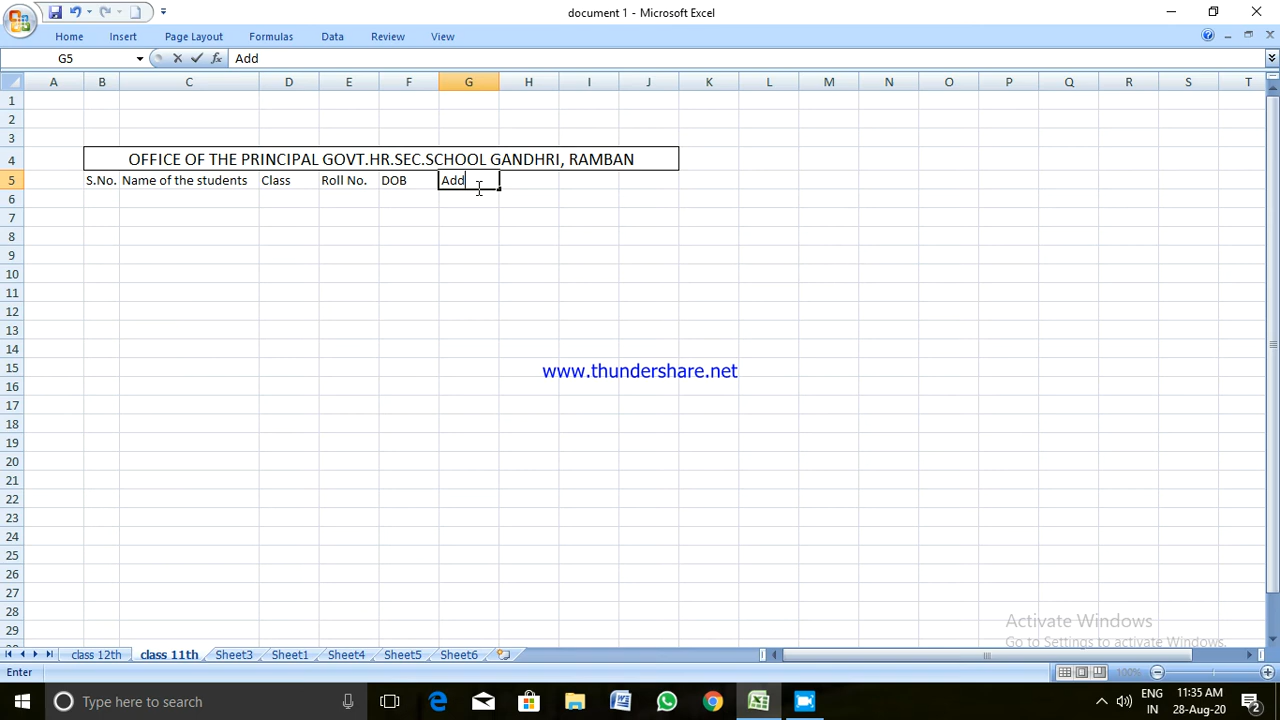 document 1 - Microsoft Excel
Home Insert Page Layout Formulas Data Review View
G5 fx Add
A B C D E F G H I J K L M N O P Q R S T
1
2
3
4 OFFICE OF THE PRINCIPAL GOVT.HR.SEC.SCHOOL GANDHRI, RAMBAN
5 S.No. Name of the students Class Roll No. DOB Add
6
7
8
9
10
11
12
13
14
15 www.thundershare.net
16
17
18
19
20
21
22
23
24
25
26
27
28 Activate Windows
29 Go to Settings to activate Windows.
class 12th class 11th Sheet3 Sheet1 Sheet4 Sheet5 Sheet6
Enter 100%
Type here to search ENG 11:35 AM
IN 28-Aug-20 2